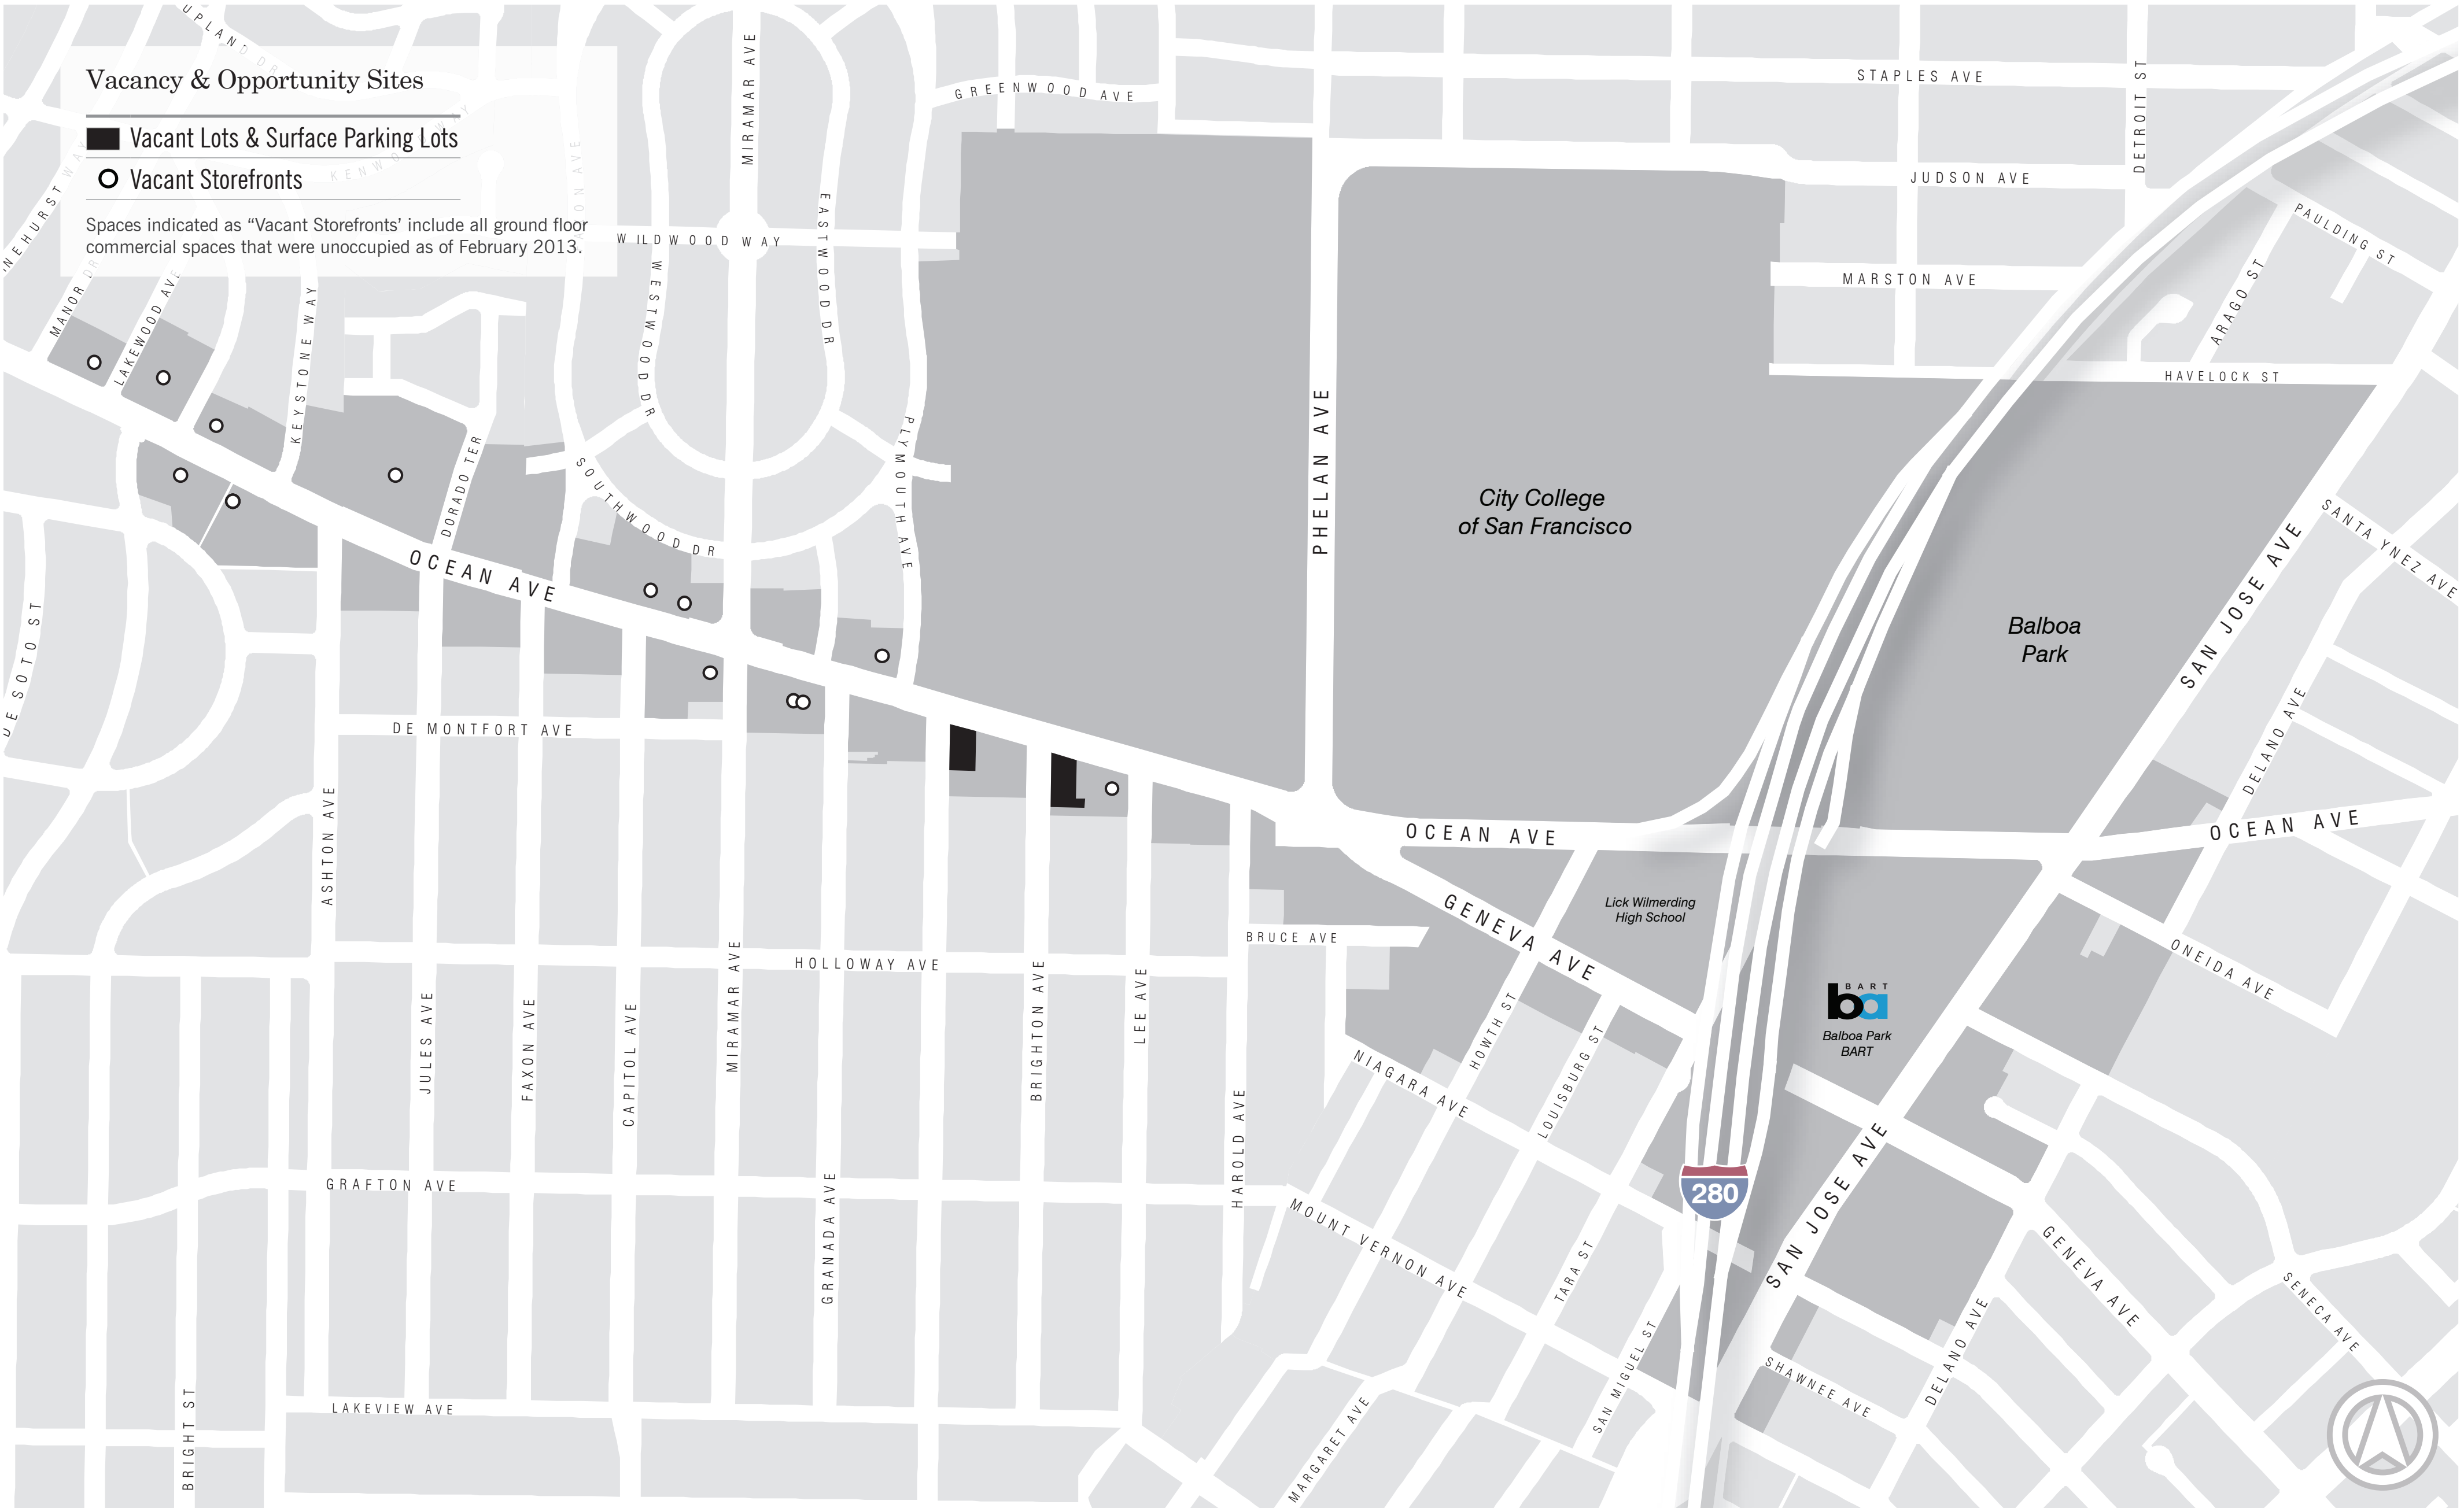 Vacancy & Opportunity Sites
Vacant Lots & Surface Parking Lots
Vacant Storefronts
Spaces indicated as “Vacant Storefronts’ include all ground floor
commercial spaces that were unoccupied as of February 2013.
UPLAND DR
MIRAMAR AVE
GREENWOOD AVE
STAPLES AVE
DETROIT ST
JUDSON AVE
WILDWOOD WAY
EASTWOOD DR
WESTWOOD DR
PAULDING ST
MARSTON AVE
ARAGO ST
MANOR DR
LAKEWOOD AVE
KEYSTONE WAY
HAVELOCK ST
PHELAN AVE
PLYMOUTH AVE
DORADO TER
SOUTHWOOD DR
City College
of San Francisco
SANTA YNEZ AVE
SAN JOSE AVE
OCEAN AVE
Balboa
Park
DE SOTO ST
DE MONTFORT AVE
DELANO AVE
OCEAN AVE
OCEAN AVE
ASHTON AVE
Lick Wilmerding
High School
GENEVA AVE
BRUCE AVE
HOLLOWAY AVE
ONEIDA AVE
BART
ba
Balboa Park
BART
JULES AVE
FAXON AVE
CAPITOL AVE
MIRAMAR AVE
BRIGHTON AVE
LEE AVE
HOWTH ST
LOUISBURG ST
NIAGARA AVE
HAROLD AVE
SAN JOSE AVE
GRAFTON AVE
GRANADA AVE
280
MOUNT VERNON AVE
TARA ST
GENEVA AVE
SENECA AVE
DELANO AVE
SAN MIGUEL ST
SHAWNEE AVE
LAKEVIEW AVE
BRIGHT ST
MARGARET AVE